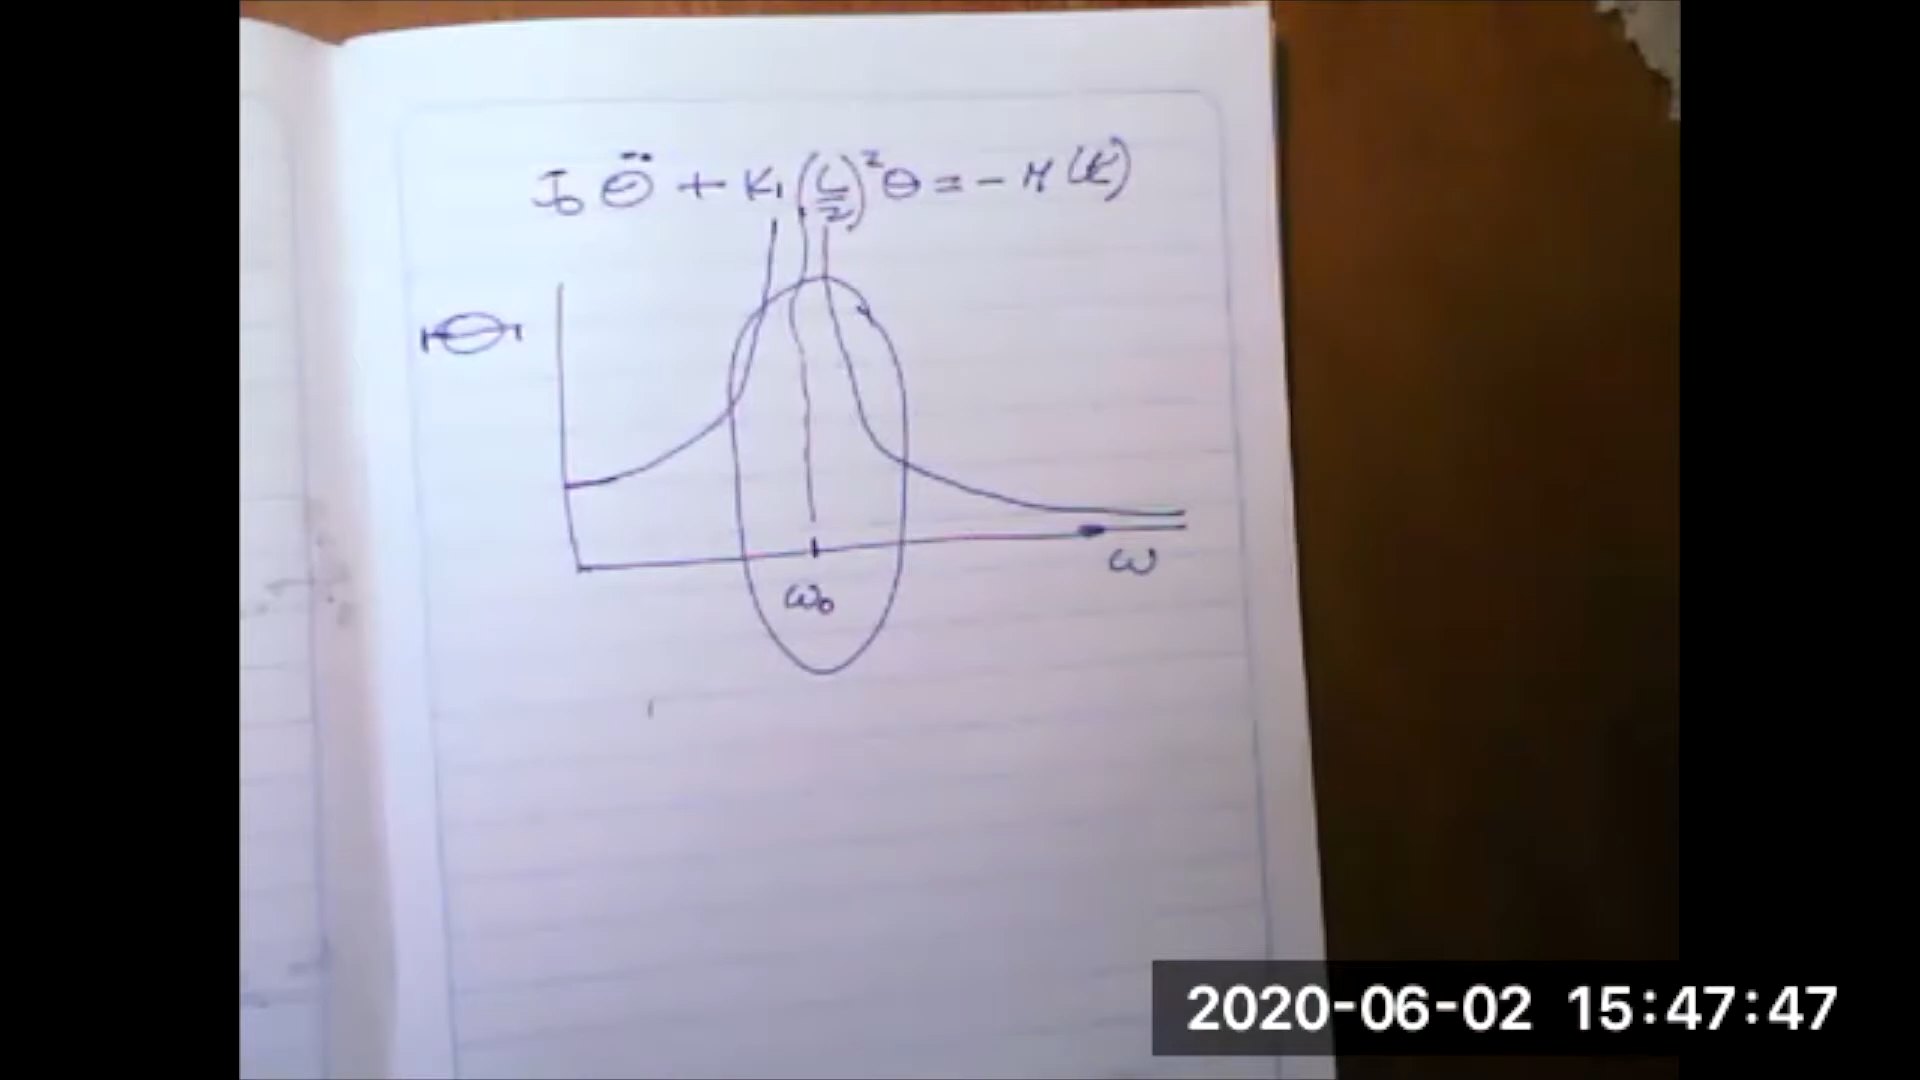 J₀ Θ̈ + K₁ (L/2)² Θ = - M(t)
Θ
ω₀
ω
2020-06-02 15:47:47